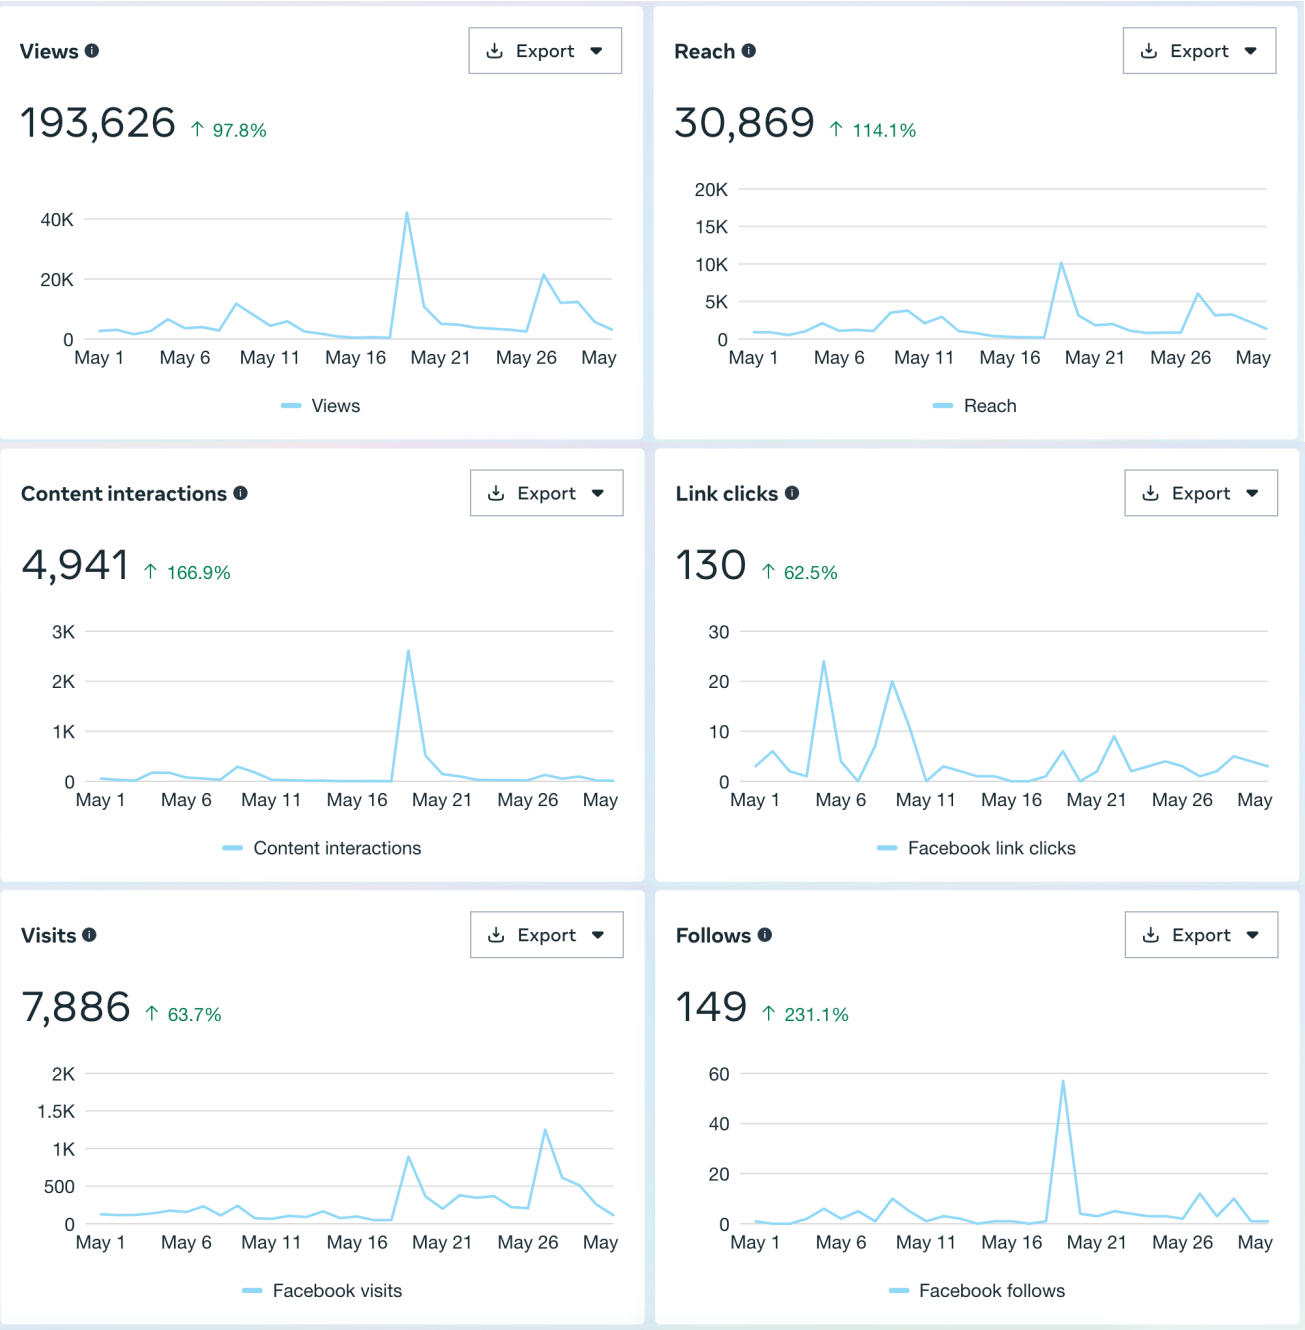 Views
Export
193,626 ↑ 97.8%
40K
20K
0
May 1 May 6 May 11 May 16 May 21 May 26 May
Views
Reach
Export
30,869 ↑ 114.1%
20K
15K
10K
5K
0
May 1 May 6 May 11 May 16 May 21 May 26 May
Reach
Content interactions
Export
4,941 ↑ 166.9%
3K
2K
1K
0
May 1 May 6 May 11 May 16 May 21 May 26 May
Content interactions
Link clicks
Export
130 ↑ 62.5%
30
20
10
0
May 1 May 6 May 11 May 16 May 21 May 26 May
Facebook link clicks
Visits
Export
7,886 ↑ 63.7%
2K
1.5K
1K
500
0
May 1 May 6 May 11 May 16 May 21 May 26 May
Facebook visits
Follows
Export
149 ↑ 231.1%
60
40
20
0
May 1 May 6 May 11 May 16 May 21 May 26 May
Facebook follows